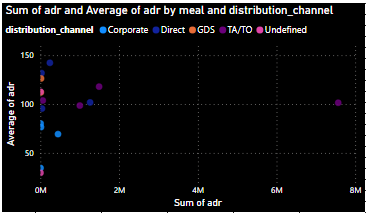 Sum of adr and Average of adr by meal and distribution_channel
distribution_channel Corporate Direct GDS TA/TO Undefined
150
100
50
Average of adr
0M 2M 4M 6M 8M
Sum of adr